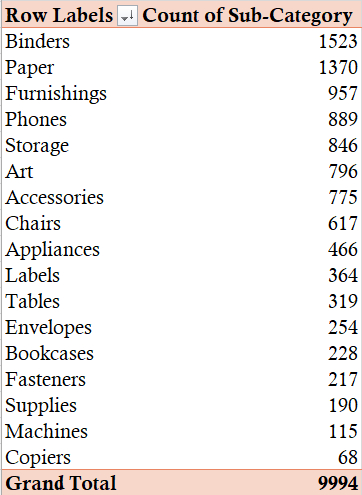 Row Labels Count of Sub-Category
Binders 1523
Paper 1370
Furnishings 957
Phones 889
Storage 846
Art 796
Accessories 775
Chairs 617
Appliances 466
Labels 364
Tables 319
Envelopes 254
Bookcases 228
Fasteners 217
Supplies 190
Machines 115
Copiers 68
Grand Total 9994